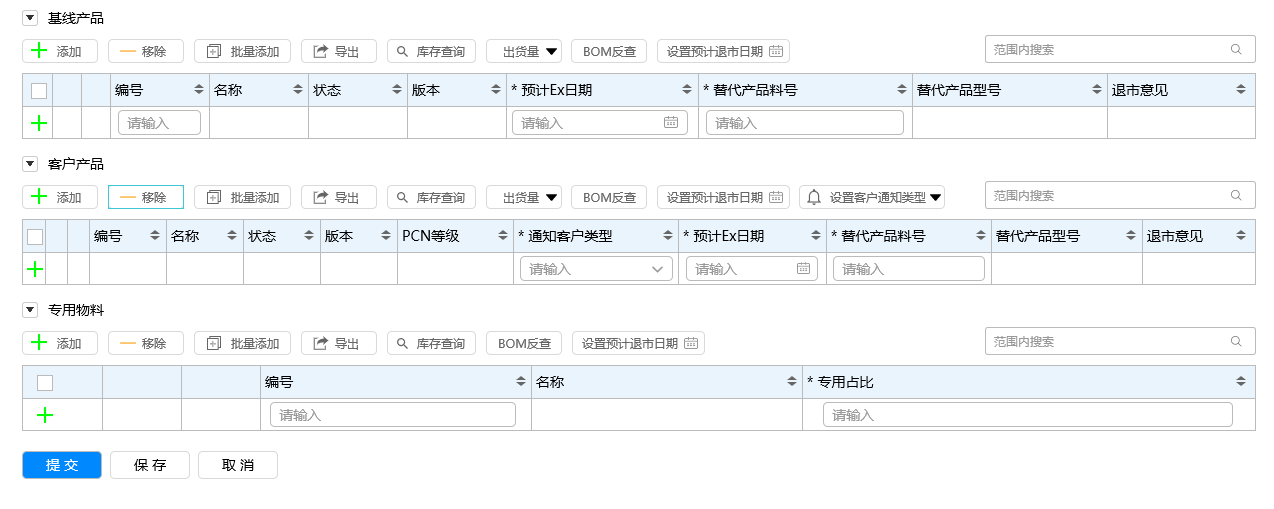 基线产品
添加 移除 批量添加 导出 库存查询 出货量 BOM反查 设置预计退市日期 范围内搜索
编号 名称 状态 版本 * 预计Ex日期 * 替代产品料号 替代产品型号 退市意见
请输入 请输入 请输入
客户产品
添加 移除 批量添加 导出 库存查询 出货量 BOM反查 设置预计退市日期 设置客户通知类型 范围内搜索
编号 名称 状态 版本 PCN等级 * 通知客户类型 * 预计Ex日期 * 替代产品料号 替代产品型号 退市意见
请输入 请输入 请输入
专用物料
添加 移除 批量添加 导出 库存查询 BOM反查 设置预计退市日期 范围内搜索
编号 名称 * 专用占比
请输入 请输入
提交 保存 取消